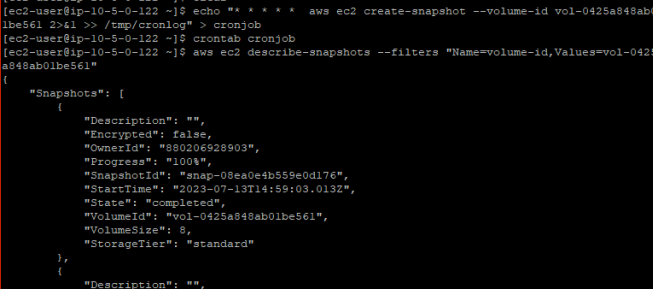 [ec2-user@ip-10-5-0-122 ~]$ echo "* * * * *  aws ec2 create-snapshot --volume-id vol-0425a848ab0
lbe561 2>&1 >> /tmp/cronlog" > cronjob
[ec2-user@ip-10-5-0-122 ~]$ crontab cronjob
[ec2-user@ip-10-5-0-122 ~]$ aws ec2 describe-snapshots --filters "Name=volume-id,Values=vol-0425
a848ab01be561"
{
    "Snapshots": [
        {
            "Description": "",
            "Encrypted": false,
            "OwnerId": "880206928903",
            "Progress": "100%",
            "SnapshotId": "snap-08ea0e4b559e0d176",
            "StartTime": "2023-07-13T14:59:03.013Z",
            "State": "completed",
            "VolumeId": "vol-0425a848ab01be561",
            "VolumeSize": 8,
            "StorageTier": "standard"
        },
        {
            "Description": "",